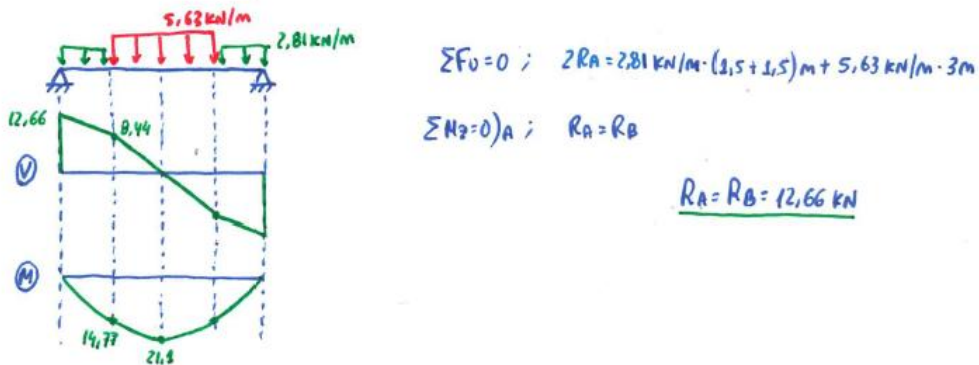 5,63 kN/m
2,81 kN/m
ΣFv=0 ; 2RA=2,81 kN/m·(1,5+1,5)m + 5,63 kN/m·3m
12,66
8,44
ΣMz=0)A ; RA=RB
V
RA=RB=12,66 kN
M
14,77
21,1